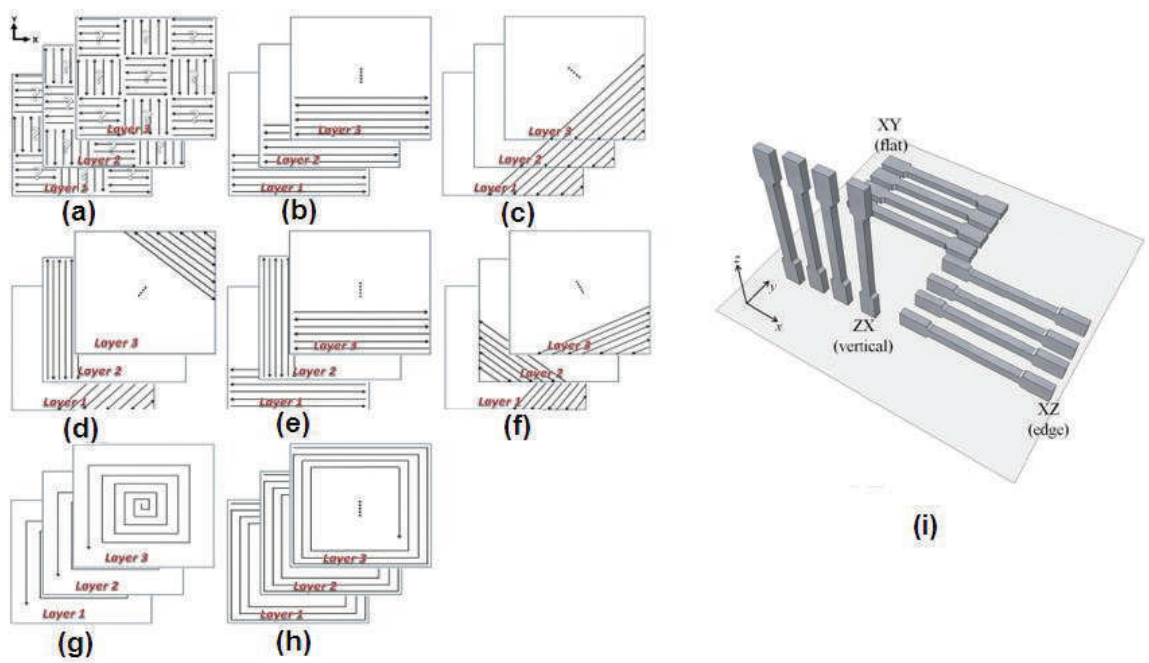 Y
X
Layer 3
Layer 2
Layer 1
(a)
Layer 3
Layer 2
Layer 1
(b)
Layer 3
Layer 2
Layer 1
(c)
Layer 3
Layer 2
Layer 1
(d)
Layer 3
Layer 2
Layer 1
(e)
Layer 3
Layer 2
Layer 1
(f)
Layer 3
Layer 2
Layer 1
(g)
Layer 3
Layer 2
Layer 1
(h)
XY
(flat)
z
y
x
ZX
(vertical)
XZ
(edge)
(i)